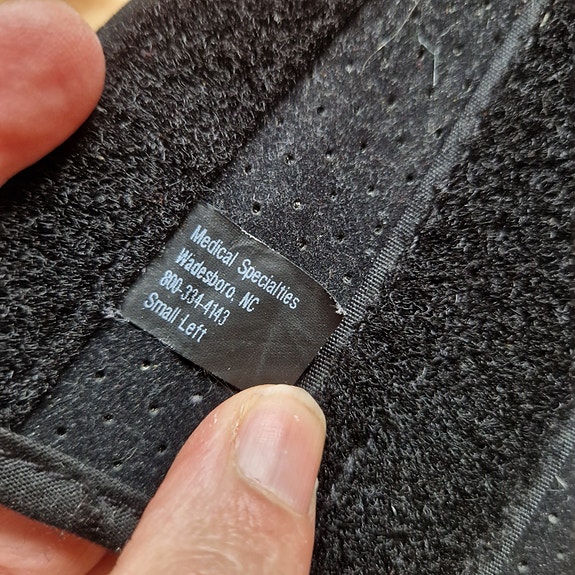 Medical Specialties
Wadesboro, NC
800-334-4143
Small Left